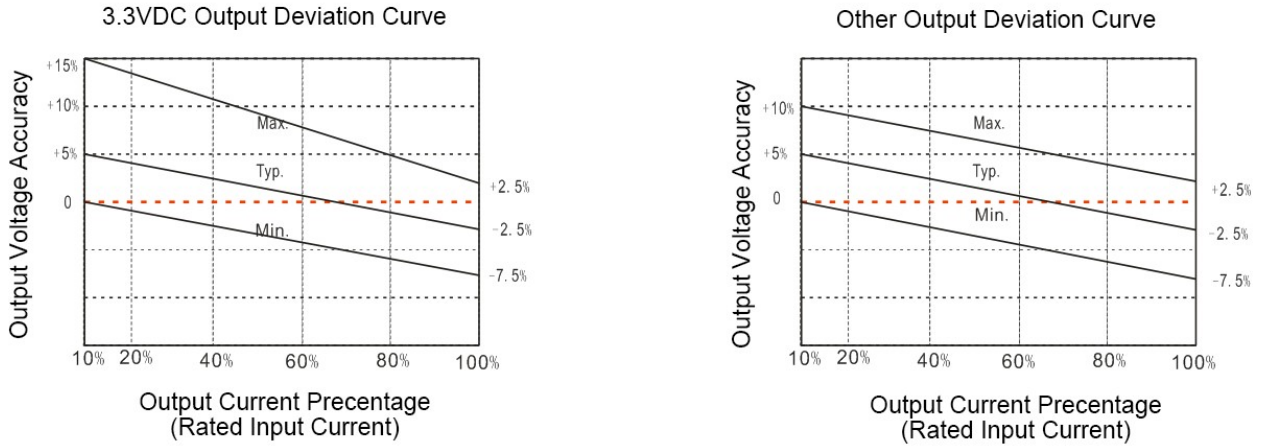 3.3VDC Output Deviation Curve
Output Voltage Accuracy
+15%
+10%
+5%
0
Max.
Typ.
Min.
+2.5%
-2.5%
-7.5%
10% 20% 40% 60% 80% 100%
Output Current Precentage
(Rated Input Current)
Other Output Deviation Curve
Output Voltage Accuracy
+10%
+5%
0
Max.
Typ.
Min.
+2.5%
-2.5%
-7.5%
10% 20% 40% 60% 80% 100%
Output Current Precentage
(Rated Input Current)